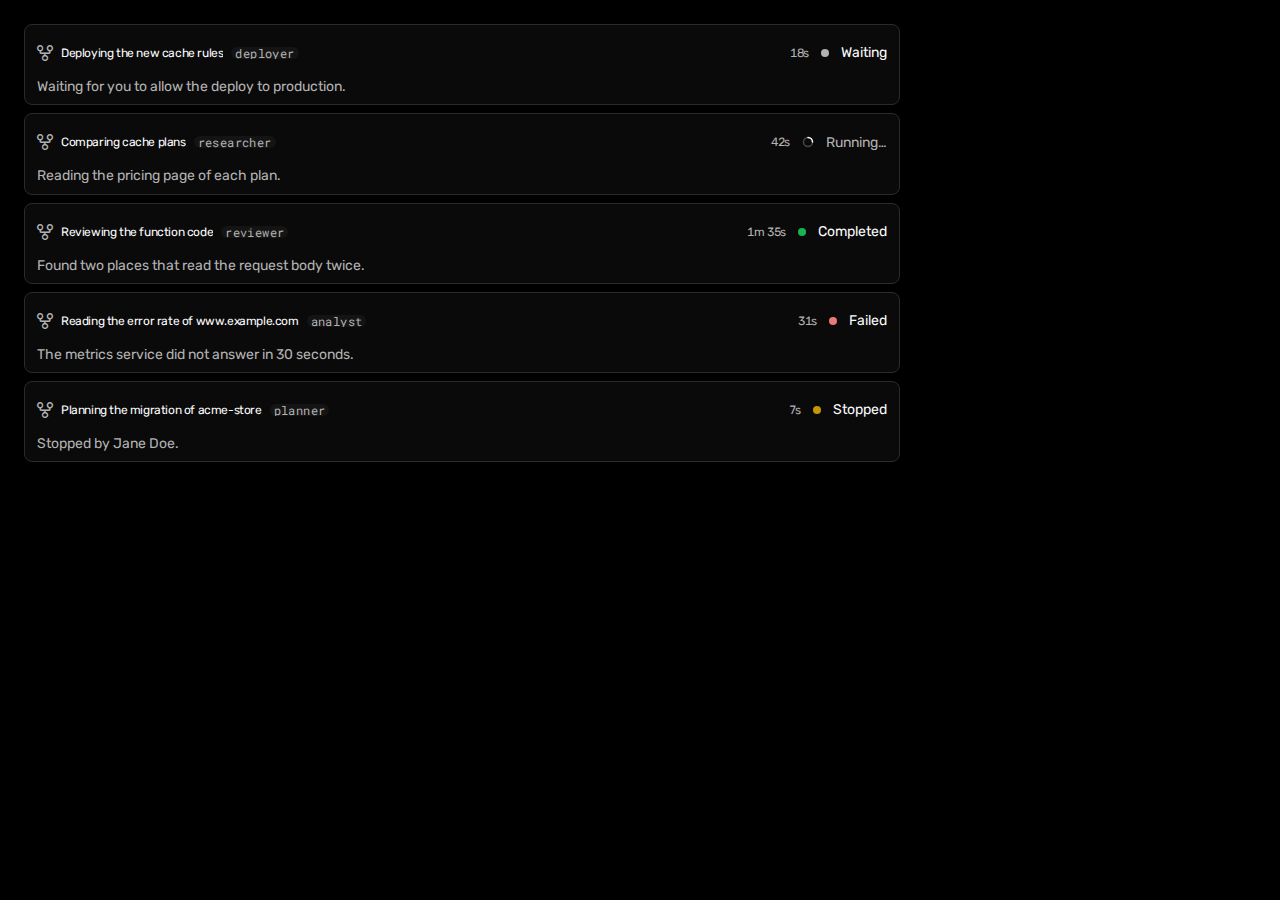 Deploying the new cache rules deployer 18s Waiting
Waiting for you to allow the deploy to production.
Comparing cache plans researcher 42s Running…
Reading the pricing page of each plan.
Reviewing the function code reviewer 1m 35s Completed
Found two places that read the request body twice.
Reading the error rate of www.example.com analyst 31s Failed
The metrics service did not answer in 30 seconds.
Planning the migration of acme-store planner 7s Stopped
Stopped by Jane Doe.